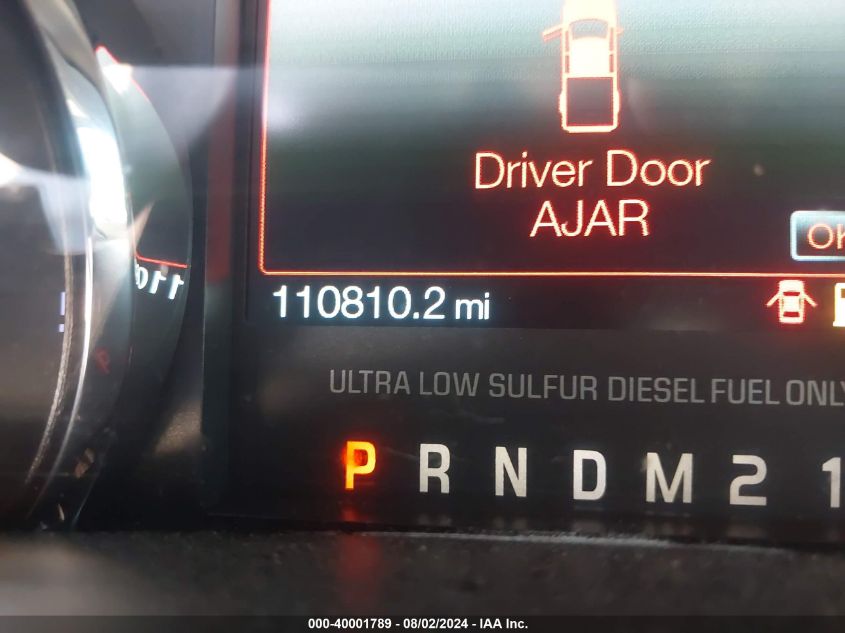 Driver Door
AJAR
OK
110810.2 mi
ULTRA LOW SULFUR DIESEL FUEL ONLY
P R N D M 2 1
000-40001789 - 08/02/2024 - IAA Inc.